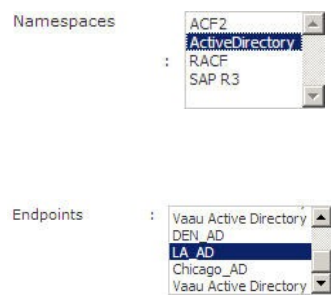 Namespaces
ACF2
ActiveDirectory
:
RACF
SAP R3
Endpoints : Vaau Active Directory
DEN_AD
LA_AD
Chicago_AD
Vaau Active Directory